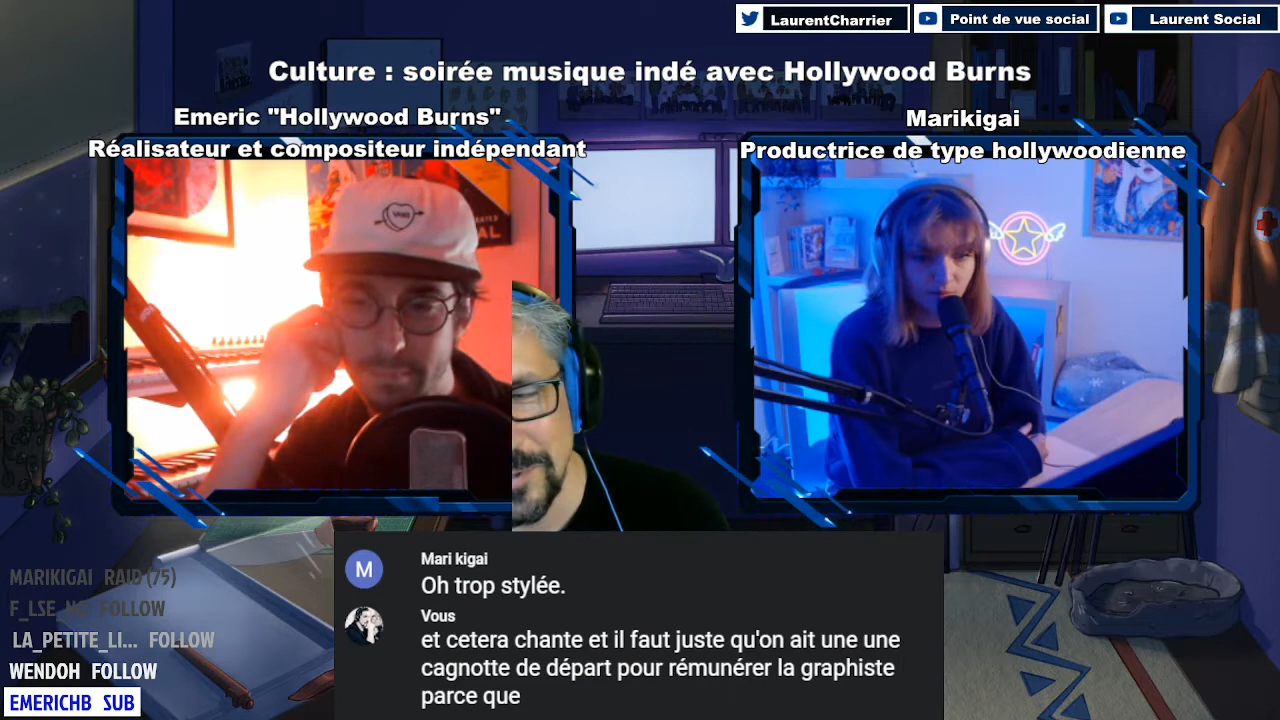 LaurentCharrier
Point de vue social
Laurent Social
Culture : soirée musique indé avec Hollywood Burns
Emeric "Hollywood Burns"
Réalisateur et compositeur indépendant
Marikigai
Productrice de type hollywoodienne
M
Mari kigai
Oh trop stylée.
Vous
et cetera chante et il faut juste qu'on ait une une
cagnotte de départ pour rémunérer la graphiste
parce que
MARIKIGAI RAID (75)
FOLLOW
LA_PETITE_LI... FOLLOW
WENDOH FOLLOW
EMERICHB SUB